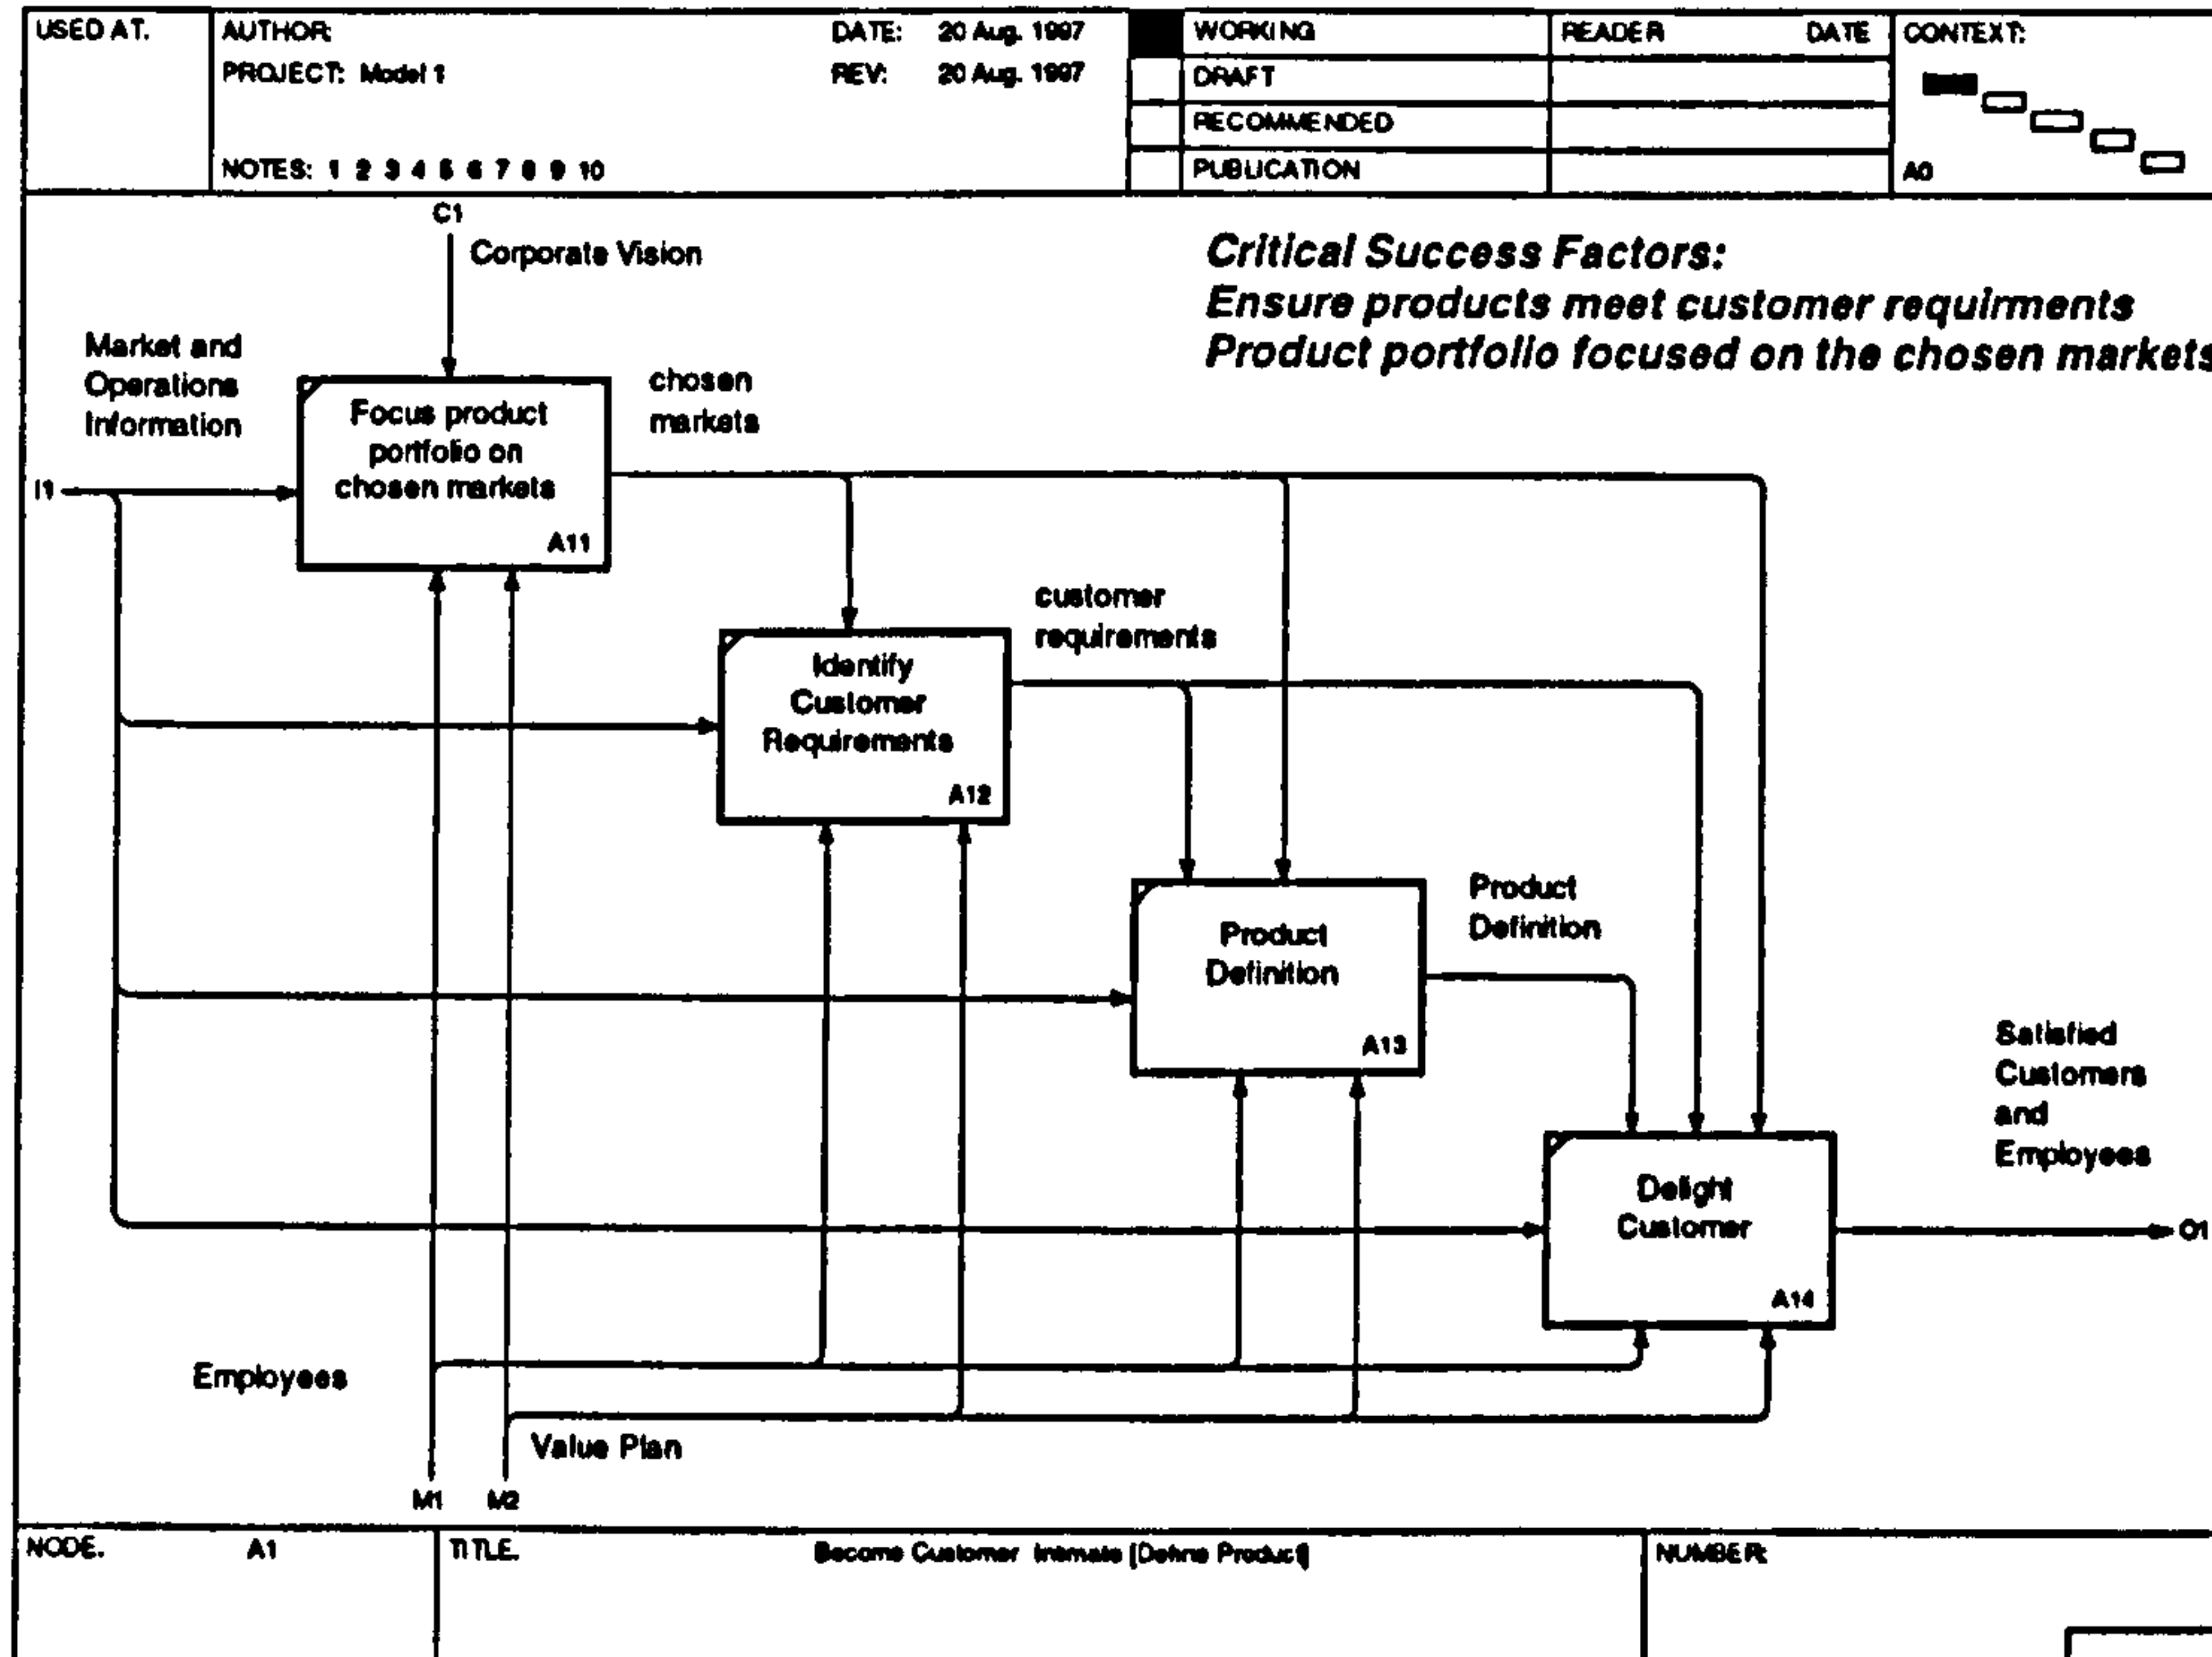 USED AT.
AUTHOR:
DATE: 20 Aug. 1997
PROJECT: Model 1
REV: 20 Aug. 1997
NOTES: 1 2 3 4 5 6 7 8 9 10
WORKING
DRAFT
RECOMMENDED
PUBLICATION
READER DATE
CONTEXT:
A0
C1
Corporate Vision
Critical Success Factors:
Ensure products meet customer requirments
Product portfolio focused on the chosen markets
Market and
Operations
Information
I1
Focus product
portfolio on
chosen markets
A11
chosen
markets
Identify
Customer
Requirements
A12
customer
requirements
Product
Definition
A13
Product
Definition
Delight
Customer
A14
Satisfied
Customers
and
Employees
O1
Employees
Value Plan
M1 M2
NODE. A1
TITLE. Become Customer Intimate [Define Product]
NUMBER: